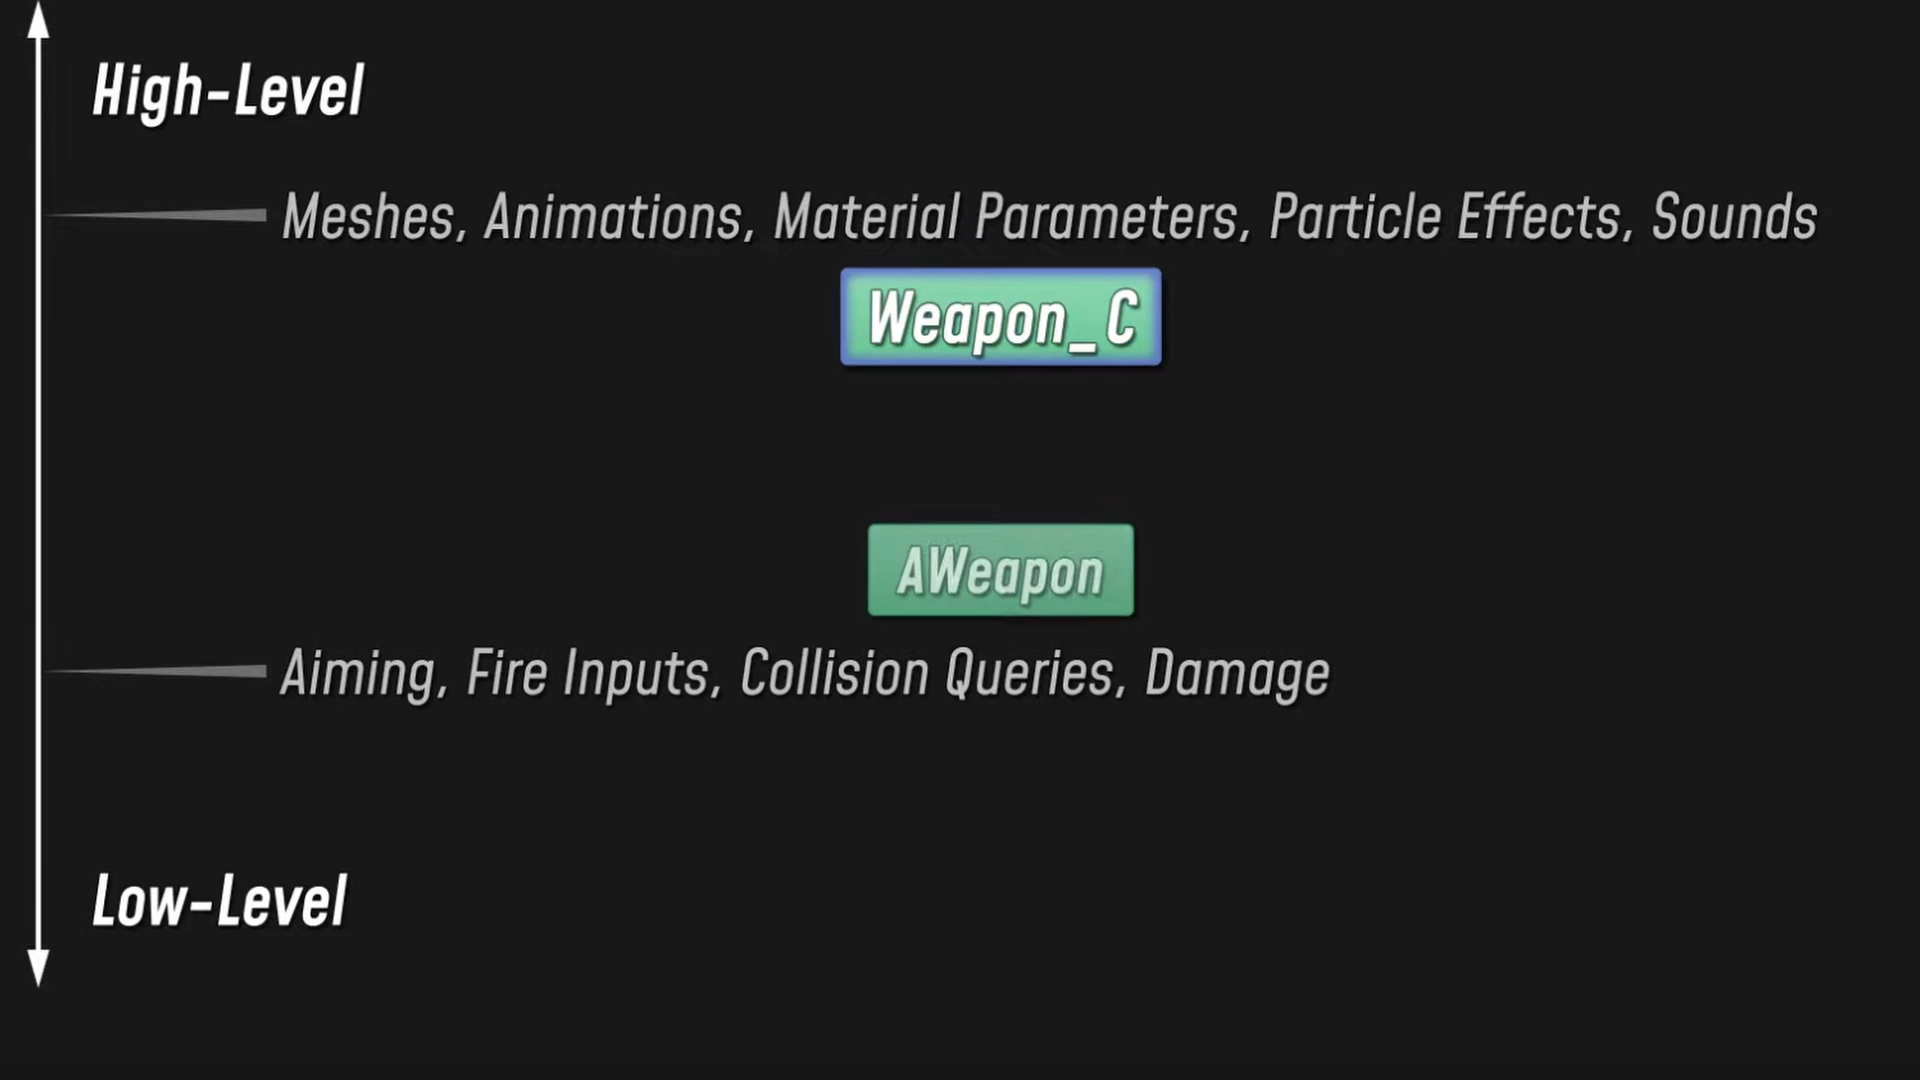 High-Level
Meshes, Animations, Material Parameters, Particle Effects, Sounds
Weapon_C
AWeapon
Aiming, Fire Inputs, Collision Queries, Damage
Low-Level